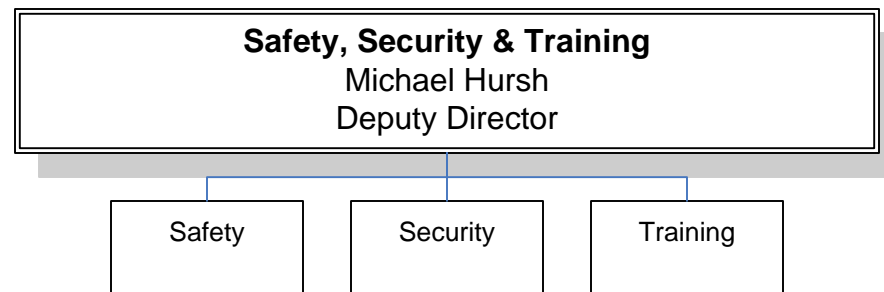 Safety, Security & Training
Michael Hursh
Deputy Director
Safety
Security
Training